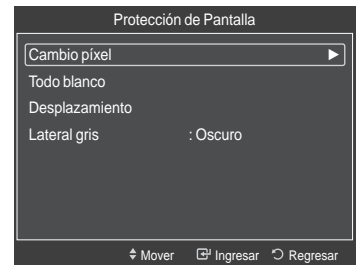 Protección de Pantalla
Cambio píxel ►
Todo blanco
Desplazamiento
Lateral gris : Oscuro
Mover Ingresar Regresar